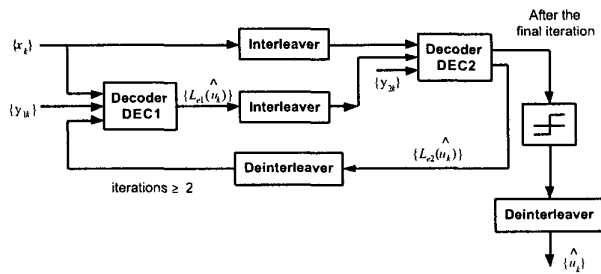 After the
final iteration
{x_k}
Interleaver
Decoder
DEC2
{y_2k}
Decoder
DEC1
{y_1k}
{L_e1(û_k)}
Interleaver
Deinterleaver
{L_e2(û_k)}
iterations ≥ 2
Deinterleaver
{û_k}